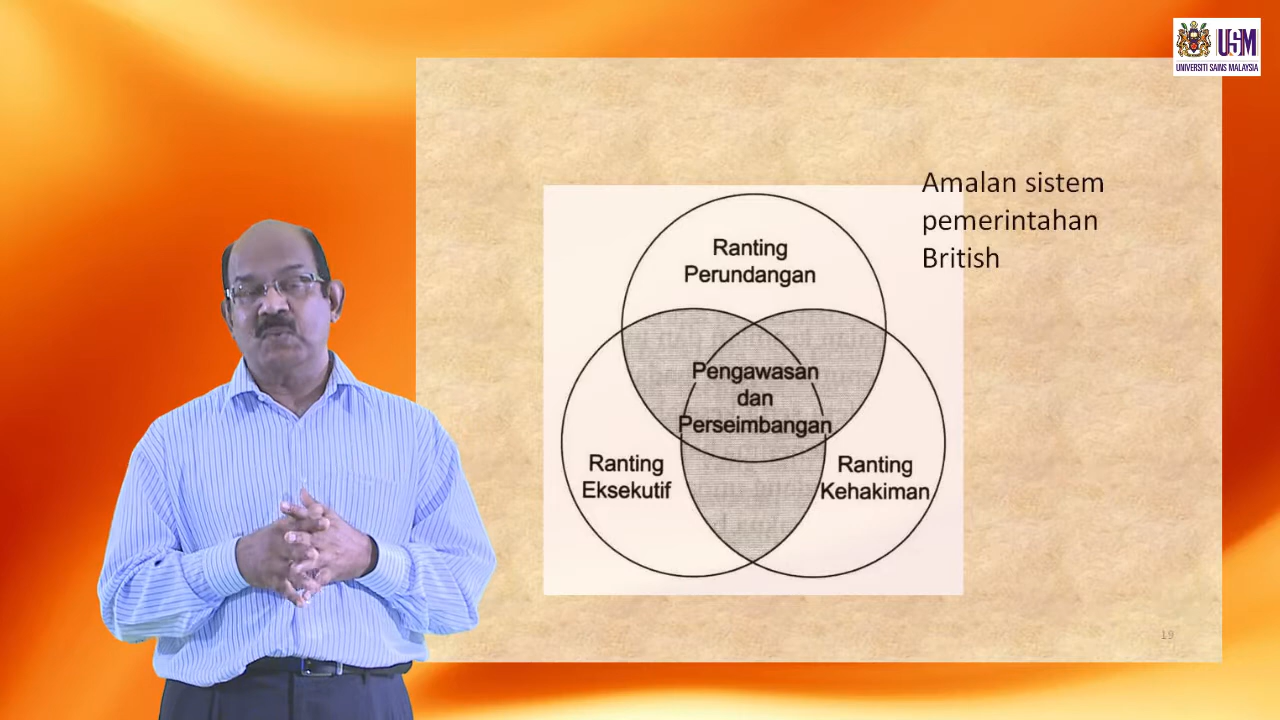 USM
UNIVERSITI SAINS MALAYSIA
Amalan sistem
pemerintahan
British
Ranting
Perundangan
Pengawasan
dan
Perseimbangan
Ranting
Eksekutif
Ranting
Kehakiman
19